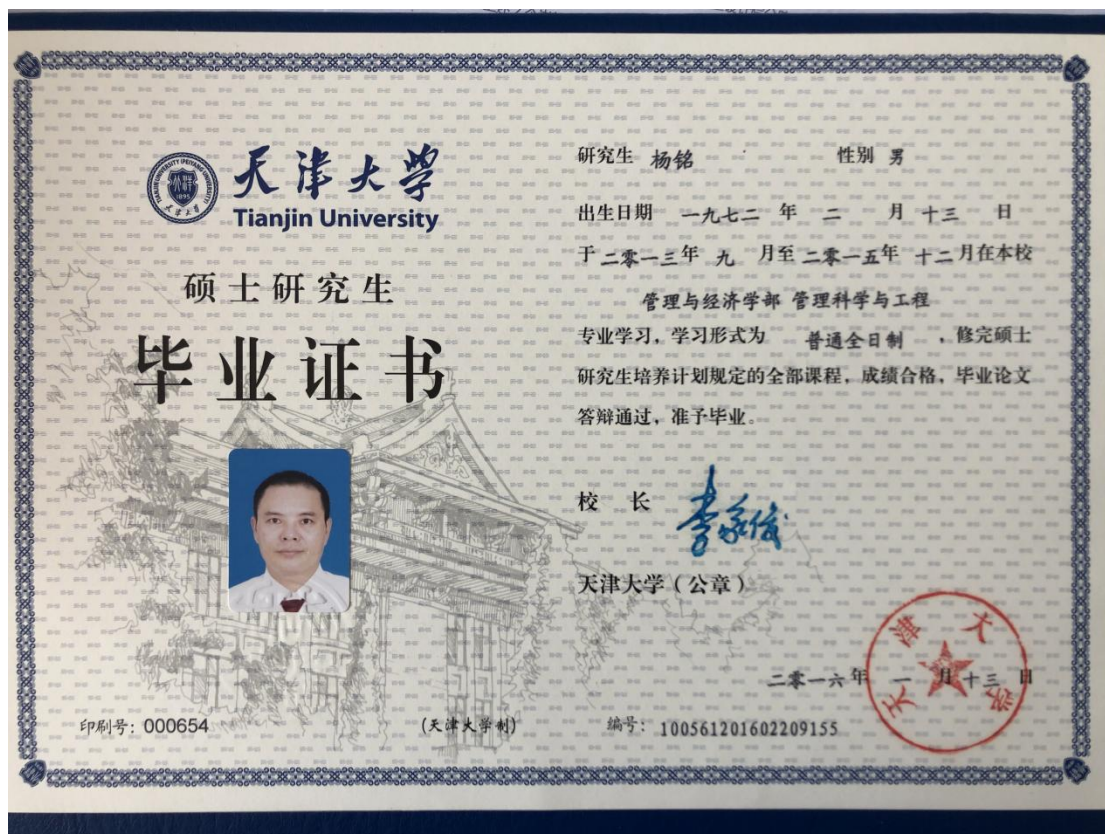 天津大学
Tianjin University
硕士研究生
毕业证书
印刷号：000654
(天津大学制)
研究生 杨铭 性别 男
出生日期 一九七二 年 二 月 十三 日
于 二零一三年 九 月至 二零一五年 十二月在本校
管理与经济学部 管理科学与工程
专业学习，学习形式为 普通全日制 ，修完硕士
研究生培养计划规定的全部课程，成绩合格，毕业论文
答辩通过，准予毕业。
校 长 李家俊
天津大学（公章）
天津大学
二零一六年 一 月十三 日
编号： 100561201602209155